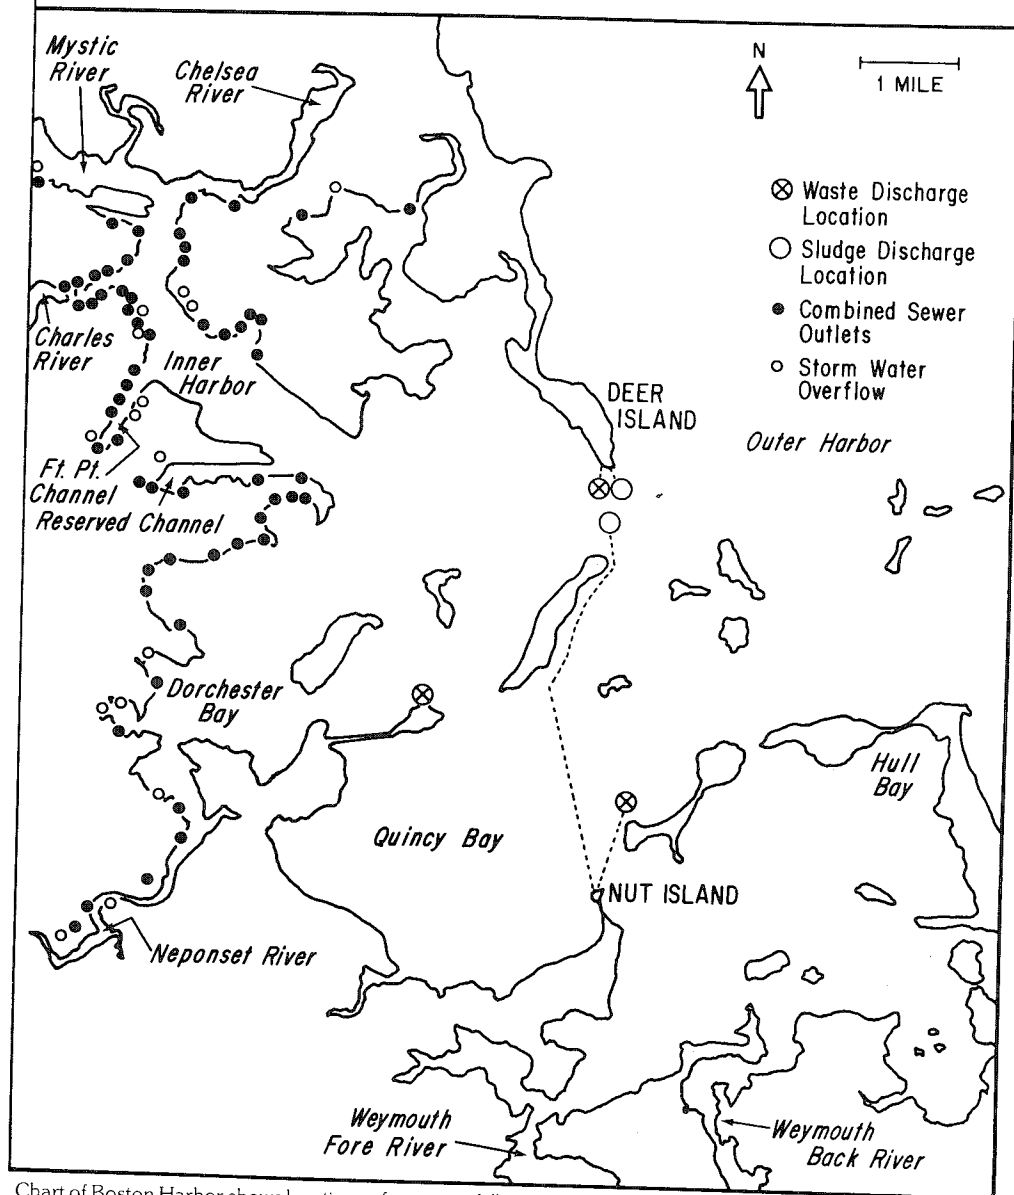 Mystic
River
Chelsea
River
N
1 MILE
Waste Discharge
Location
Sludge Discharge
Location
Combined Sewer
Outlets
Storm Water
Overflow
Charles
River
Inner
Harbor
DEER
ISLAND
Outer Harbor
Ft. Pt.
Channel
Reserved Channel
Dorchester
Bay
Hull
Bay
Quincy Bay
NUT ISLAND
Neponset River
Weymouth
Fore River
Weymouth
Back River
Chart of Boston Harbor shows locations of